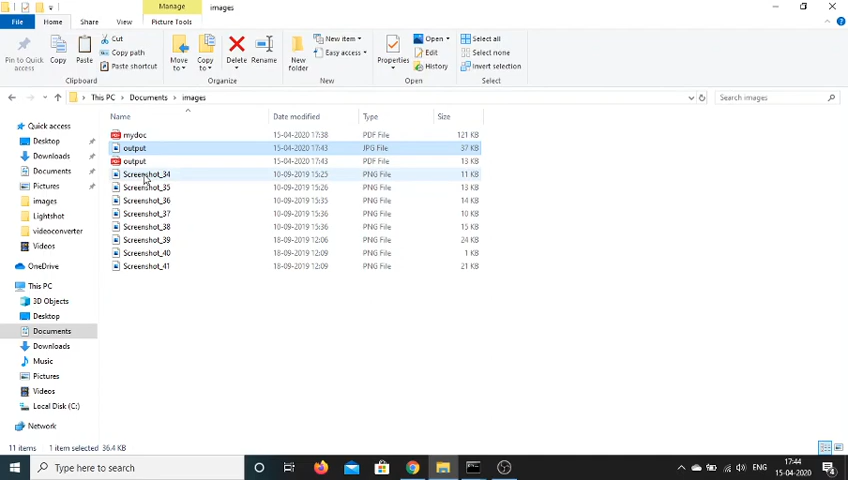 Manage
images
File
Home
Share
View
Picture Tools
Pin to Quick access
Copy
Paste
Cut
Copy path
Paste shortcut
Clipboard
Move to
Copy to
Delete
Rename
Organize
New folder
New item
Easy access
New
Properties
Open
Edit
History
Open
Select all
Select none
Invert selection
Select
This PC > Documents > images
Search images
Name
Date modified
Type
Size
Quick access
Desktop
Downloads
Documents
Pictures
images
Lightshot
videoconverter
Videos
OneDrive
This PC
3D Objects
Desktop
Documents
Downloads
Music
Pictures
Videos
Local Disk (C:)
Network
mydoc 15-04-2020 17:38 PDF File 121 KB
output 15-04-2020 17:43 JPG File 37 KB
output 15-04-2020 17:43 PDF File 13 KB
Screenshot_34 10-09-2019 15:25 PNG File 11 KB
Screenshot_35 10-09-2019 15:26 PNG File 13 KB
Screenshot_36 10-09-2019 15:35 PNG File 14 KB
Screenshot_37 10-09-2019 15:36 PNG File 10 KB
Screenshot_38 10-09-2019 15:36 PNG File 15 KB
Screenshot_39 18-09-2019 12:06 PNG File 24 KB
Screenshot_40 18-09-2019 12:09 PNG File 1 KB
Screenshot_41 18-09-2019 12:09 PNG File 21 KB
11 items 1 item selected 36.4 KB
Type here to search
ENG
17:44
15-04-2020
4